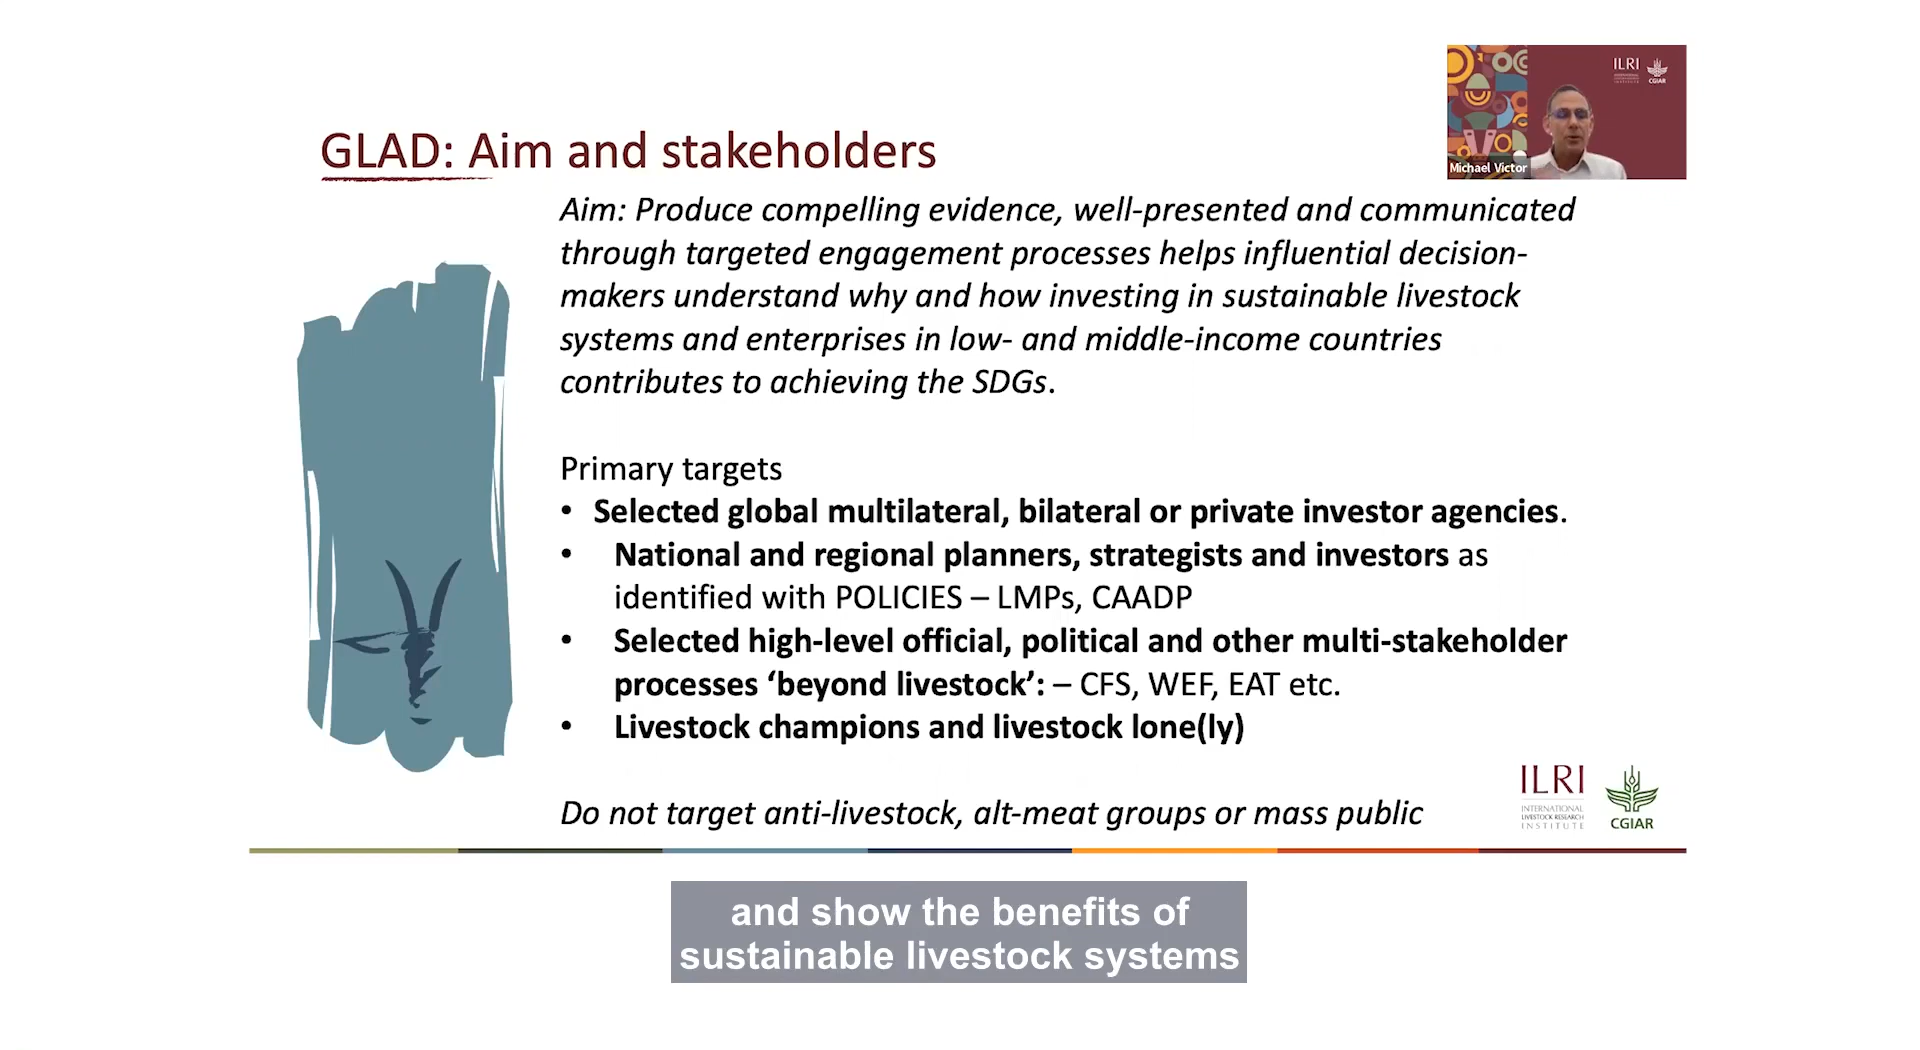 ILRI
CGIAR
Michael Victor
GLAD: Aim and stakeholders
Aim: Produce compelling evidence, well-presented and communicated
through targeted engagement processes helps influential decision-
makers understand why and how investing in sustainable livestock
systems and enterprises in low- and middle-income countries
contributes to achieving the SDGs.
Primary targets
• Selected global multilateral, bilateral or private investor agencies.
• National and regional planners, strategists and investors as
identified with POLICIES – LMPs, CAADP
• Selected high-level official, political and other multi-stakeholder
processes ‘beyond livestock’: – CFS, WEF, EAT etc.
• Livestock champions and livestock lone(ly)
Do not target anti-livestock, alt-meat groups or mass public
ILRI
INTERNATIONAL
LIVESTOCK RESEARCH
INSTITUTE
CGIAR
and show the benefits of
sustainable livestock systems